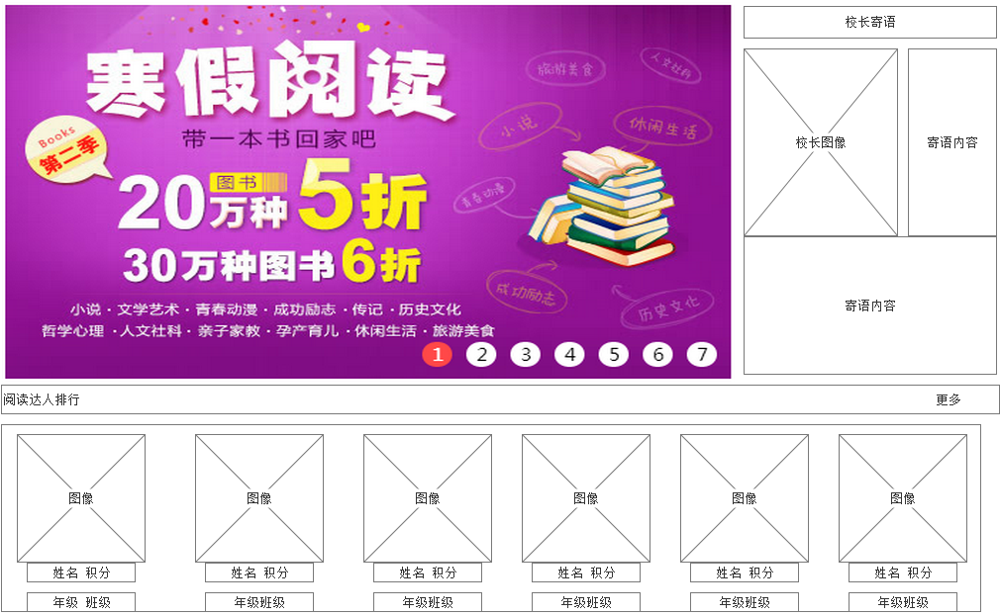 寒假阅读
带一本书回家吧
Books
第二季
20万种图书5折
30万种图书6折
小说·文学艺术·青春动漫·成功励志·传记·历史文化
哲学心理·人文社科·亲子家教·孕产育儿·休闲生活·旅游美食
旅游美食
人文社科
小说
休闲生活
青春动漫
成功励志
历史文化
1 2 3 4 5 6 7
校长寄语
校长图像
寄语内容
寄语内容
阅读达人排行 更多
图像 图像 图像 图像 图像 图像
姓名 积分 姓名 积分 姓名 积分 姓名 积分 姓名 积分 姓名 积分
年级 班级 年级班级 年级班级 年级班级 年级班级 年级班级